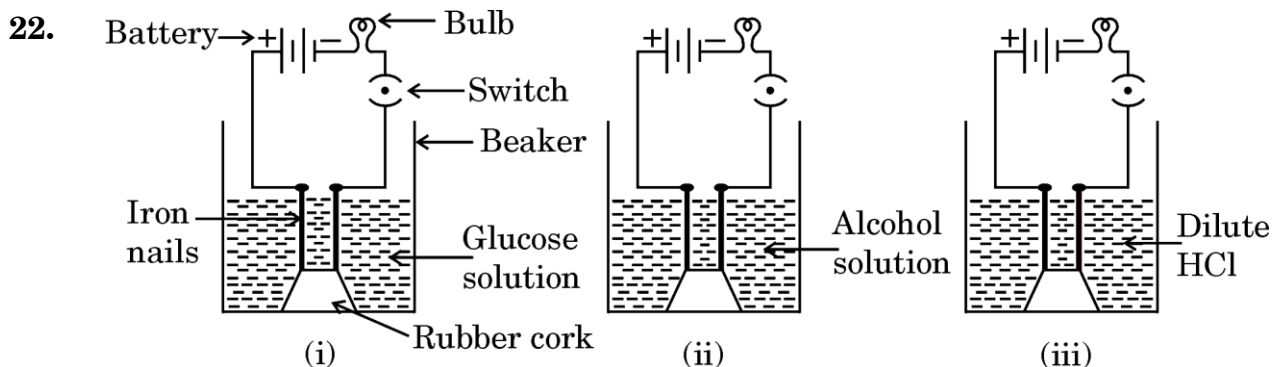 22.
Battery + − Bulb
Switch
Beaker
Iron
nails
Glucose
solution
Rubber cork
(i)
+ −
Alcohol
solution
(ii)
+ −
Dilute
HCl
(iii)